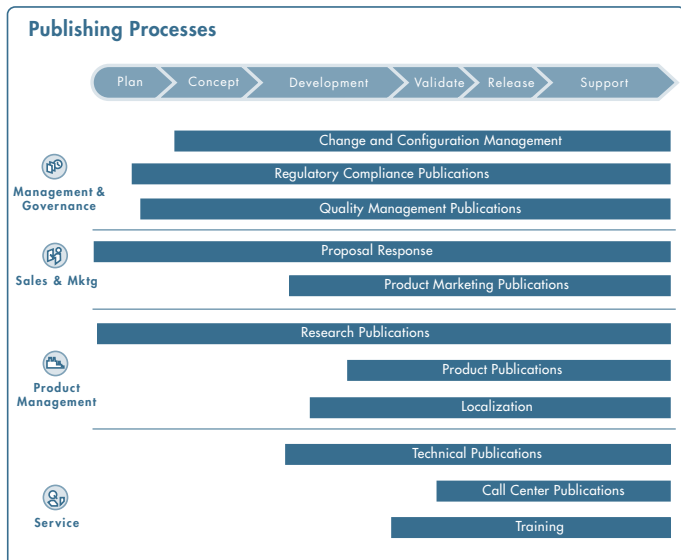 Publishing Processes
Plan
Concept
Development
Validate
Release
Support
Change and Configuration Management
Regulatory Compliance Publications
Quality Management Publications
Management &
Governance
Proposal Response
Product Marketing Publications
Sales & Mktg
Research Publications
Product Publications
Localization
Product
Management
Technical Publications
Call Center Publications
Training
Service